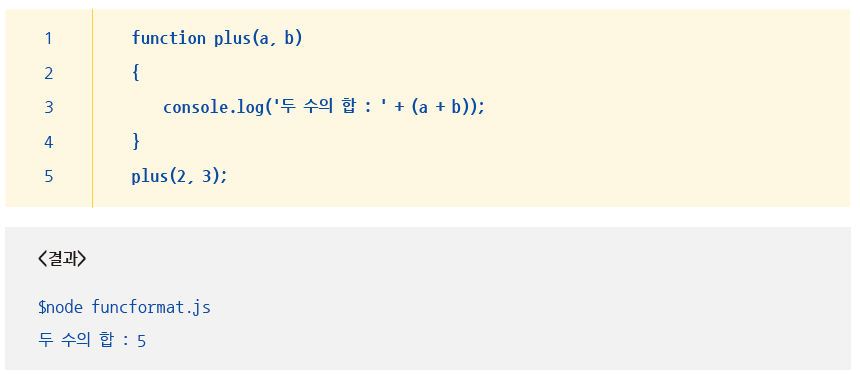 1 function plus(a, b)
2 {
3 console.log('두 수의 합 : ' + (a + b));
4 }
5 plus(2, 3);
<결과>
$node funcformat.js
두 수의 합 : 5